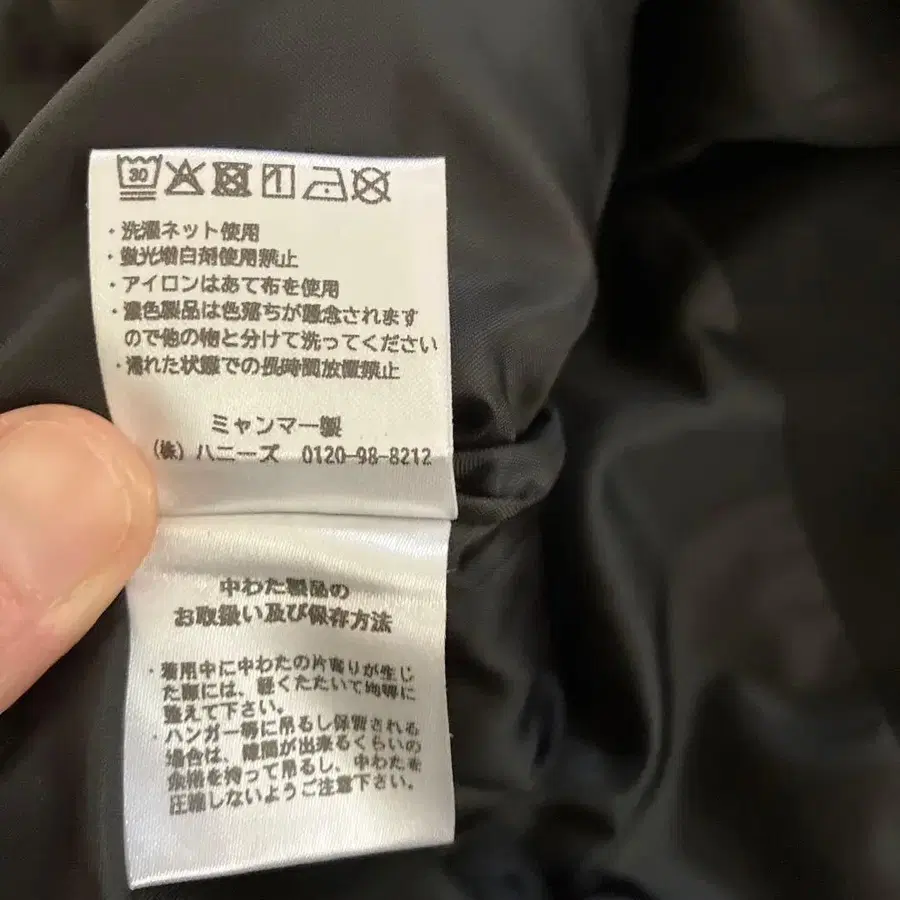 30
・洗濯ネット使用
・蛍光増白剤使用禁止
・アイロンはあて布を使用
・濃色製品は色落ちが懸念されます
ので他の物と分けて洗ってください
・濡れた状態での長時間放置禁止
ミャンマー製
(株)ハニーズ 0120-98-8212
中わた製品の
お取扱い及び保存方法
・着用中に中わたの片寄りが生じ
た際には、軽くたたいて均等に
整えて下さい。
・ハンガー等に吊るし保管される
場合は、隙間が出来るくらいの
余裕を持って吊るし、中わたを
圧縮しないようご注意下さい。